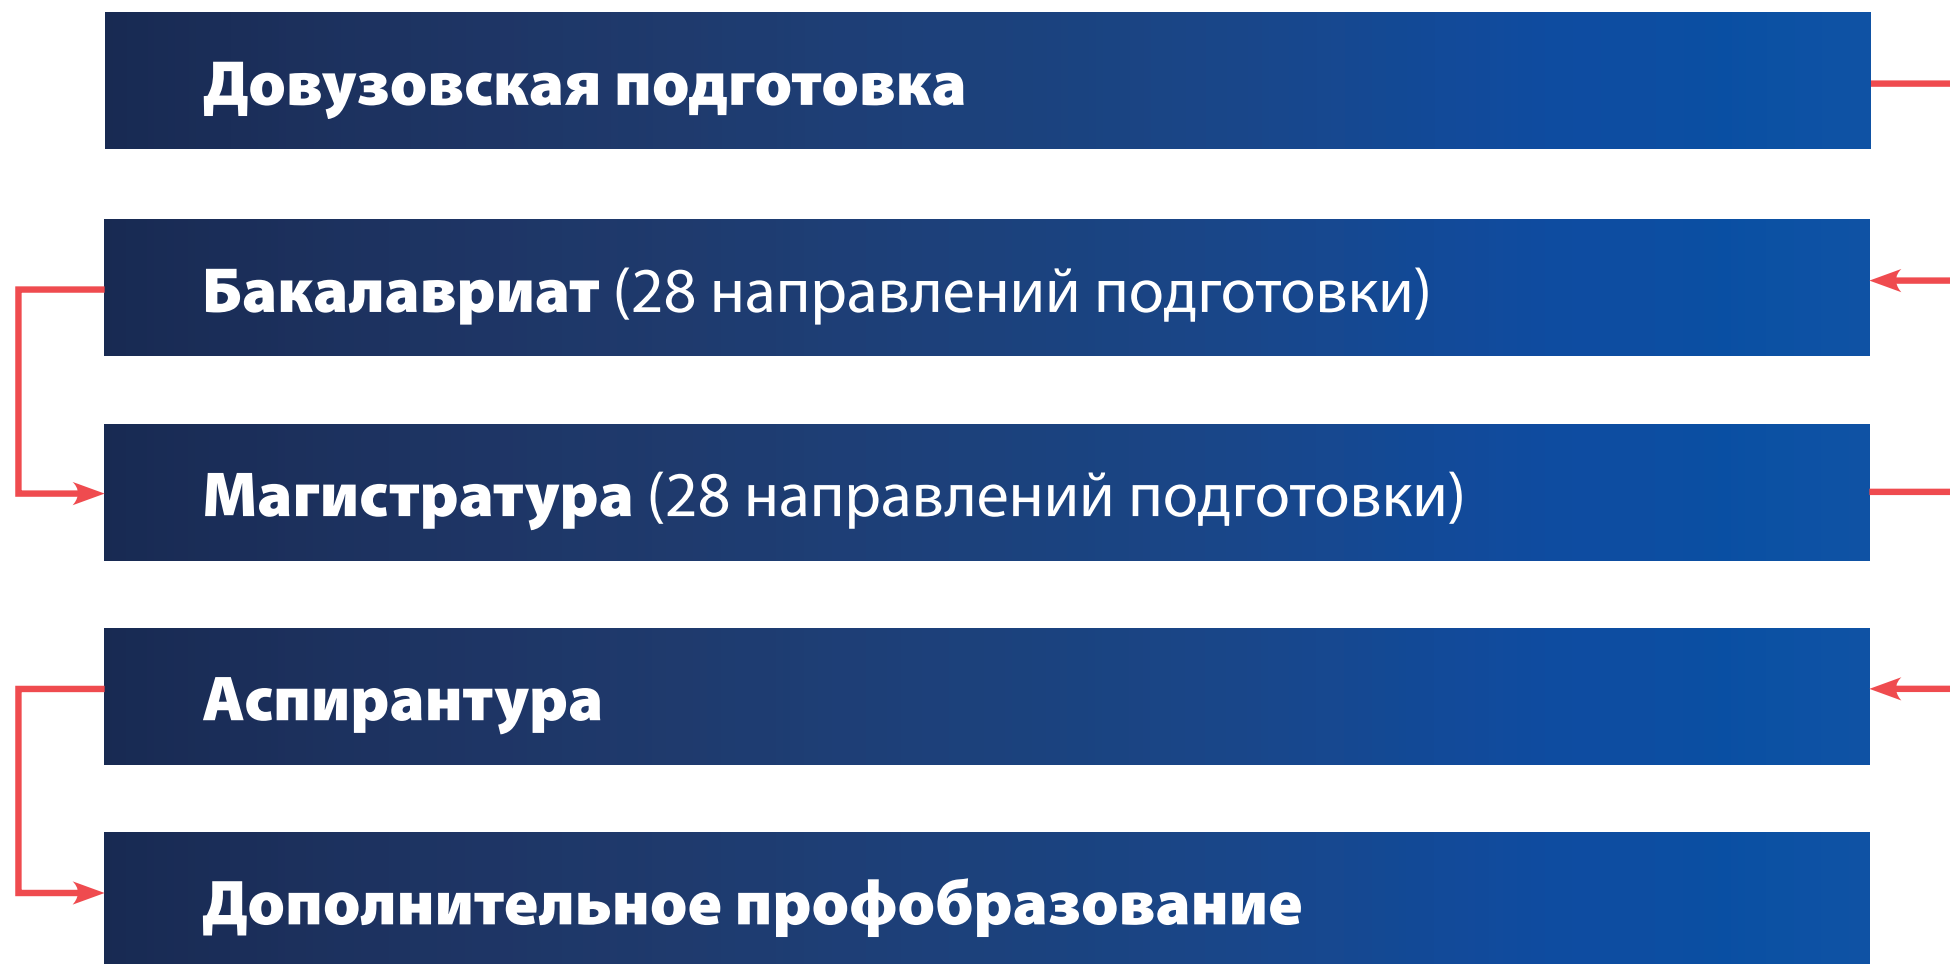 Довузовская подготовка
Бакалавриат (28 направлений подготовки)
Магистратура (28 направлений подготовки)
Аспирантура
Дополнительное профобразование